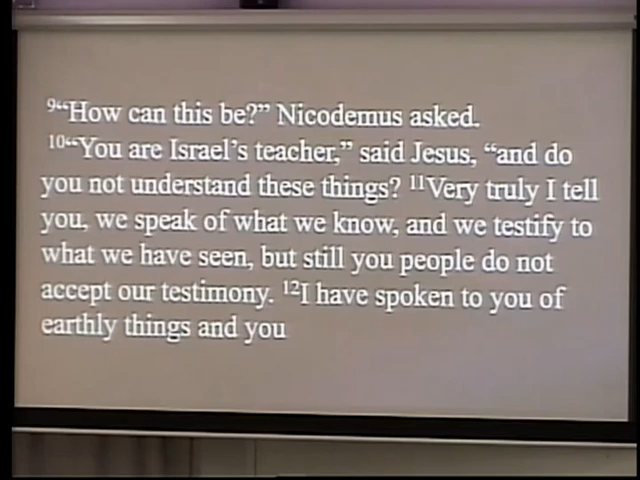 ⁹“How can this be?” Nicodemus asked.
¹⁰“You are Israel’s teacher,” said Jesus, “and do
you not understand these things? ¹¹Very truly I tell
you, we speak of what we know, and we testify to
what we have seen, but still you people do not
accept our testimony. ¹²I have spoken to you of
earthly things and you